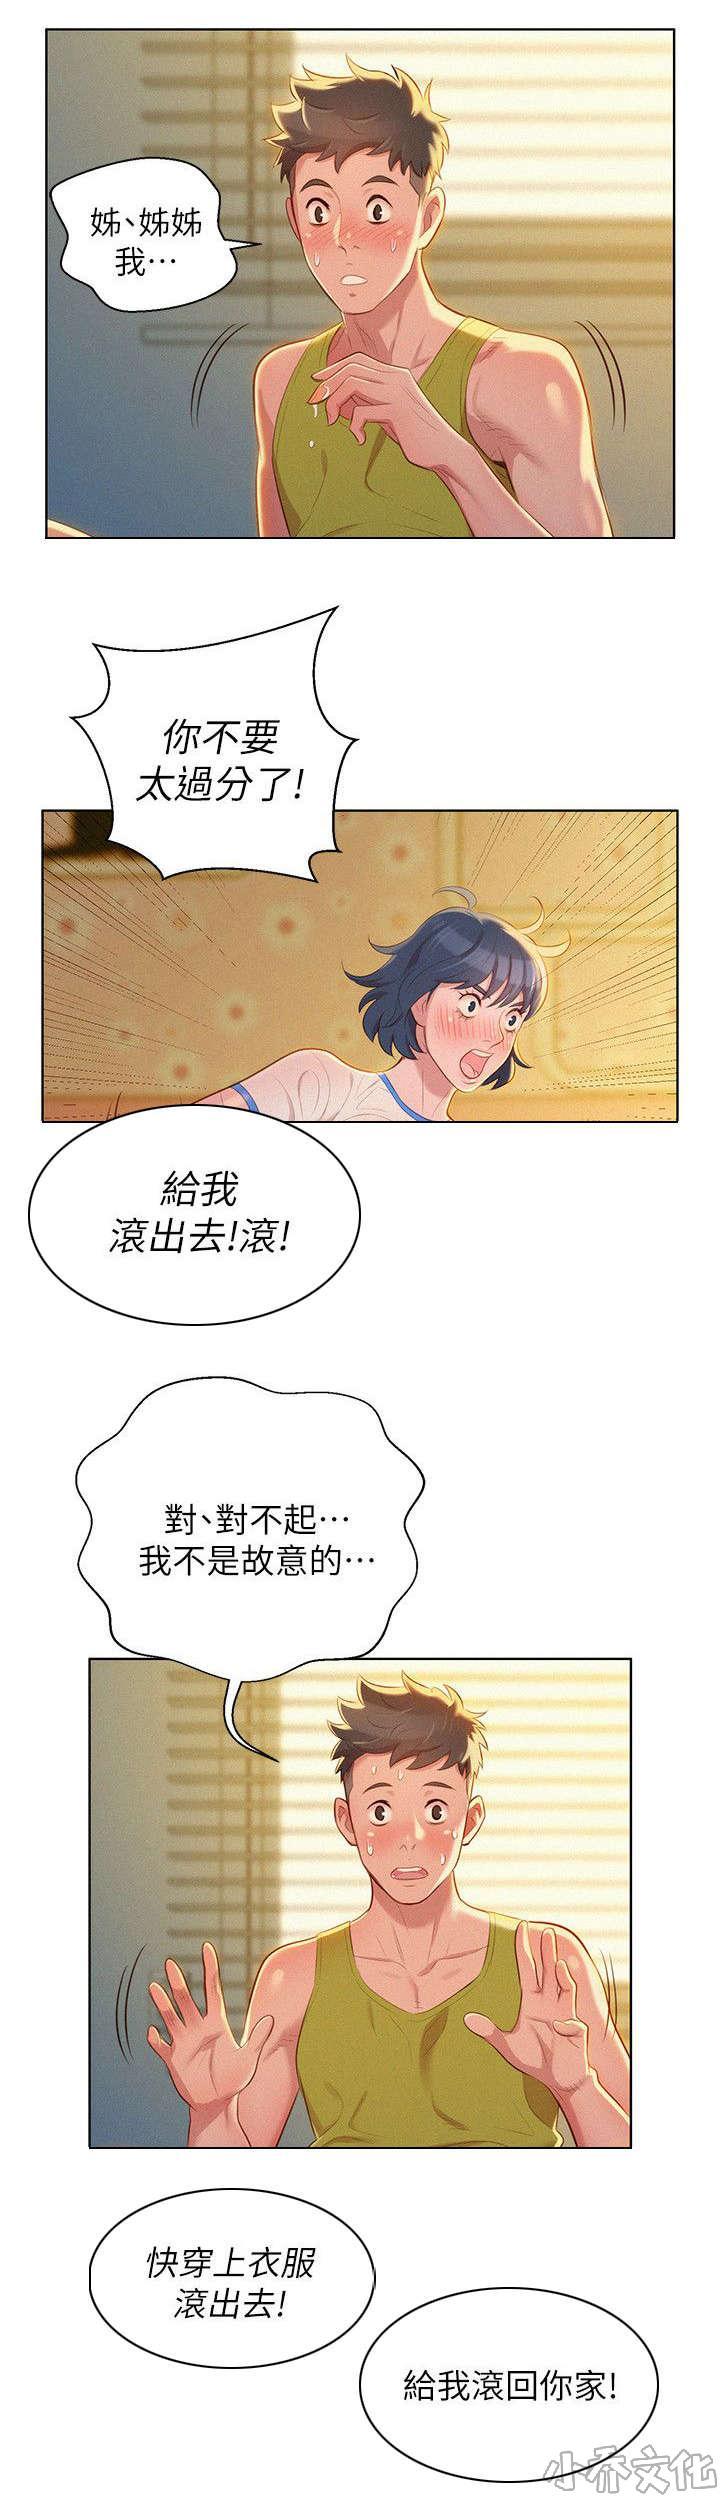 姊、姊姊
我…
你不要
太過分了!
給我
滾出去!滾!
對、對不起…
我不是故意的…
快穿上衣服
滾出去!
給我滾回你家!
小乔文化